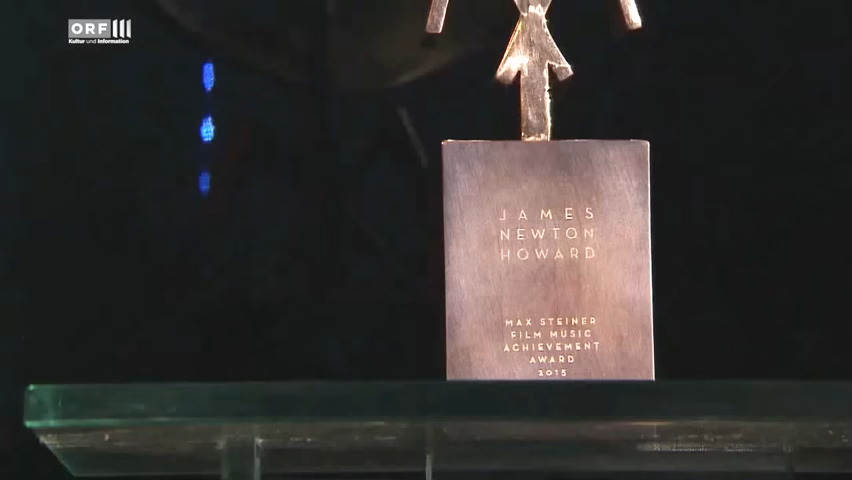 ORF III
Kultur und Information
JAMES
NEWTON
HOWARD
MAX STEINER
FILM MUSIC
ACHIEVEMENT
AWARD
2015